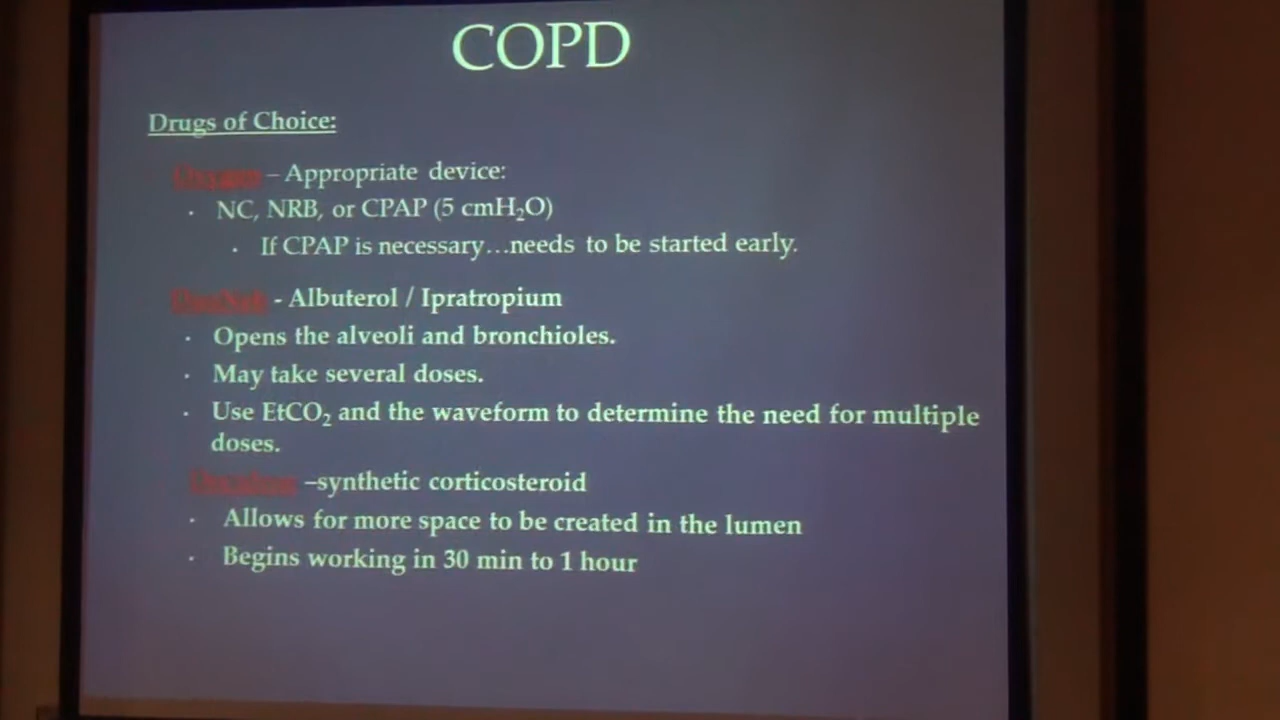 COPD
Drugs of Choice:
Oxygen – Appropriate device:
· NC, NRB, or CPAP (5 cmH₂O)
· If CPAP is necessary…needs to be started early.
DuoNeb - Albuterol / Ipratropium
· Opens the alveoli and bronchioles.
· May take several doses.
· Use EtCO₂ and the waveform to determine the need for multiple
doses.
–synthetic corticosteroid
· Allows for more space to be created in the lumen
· Begins working in 30 min to 1 hour